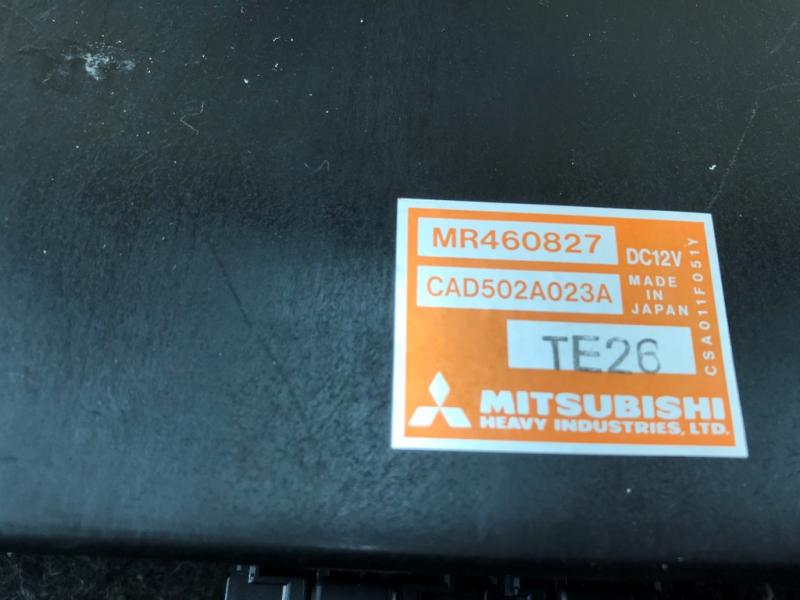 MR460827
DC12V
CAD502A023A
MADE
IN
JAPAN
CSA011F051Y
TE26
MITSUBISHI
HEAVY INDUSTRIES, LTD.